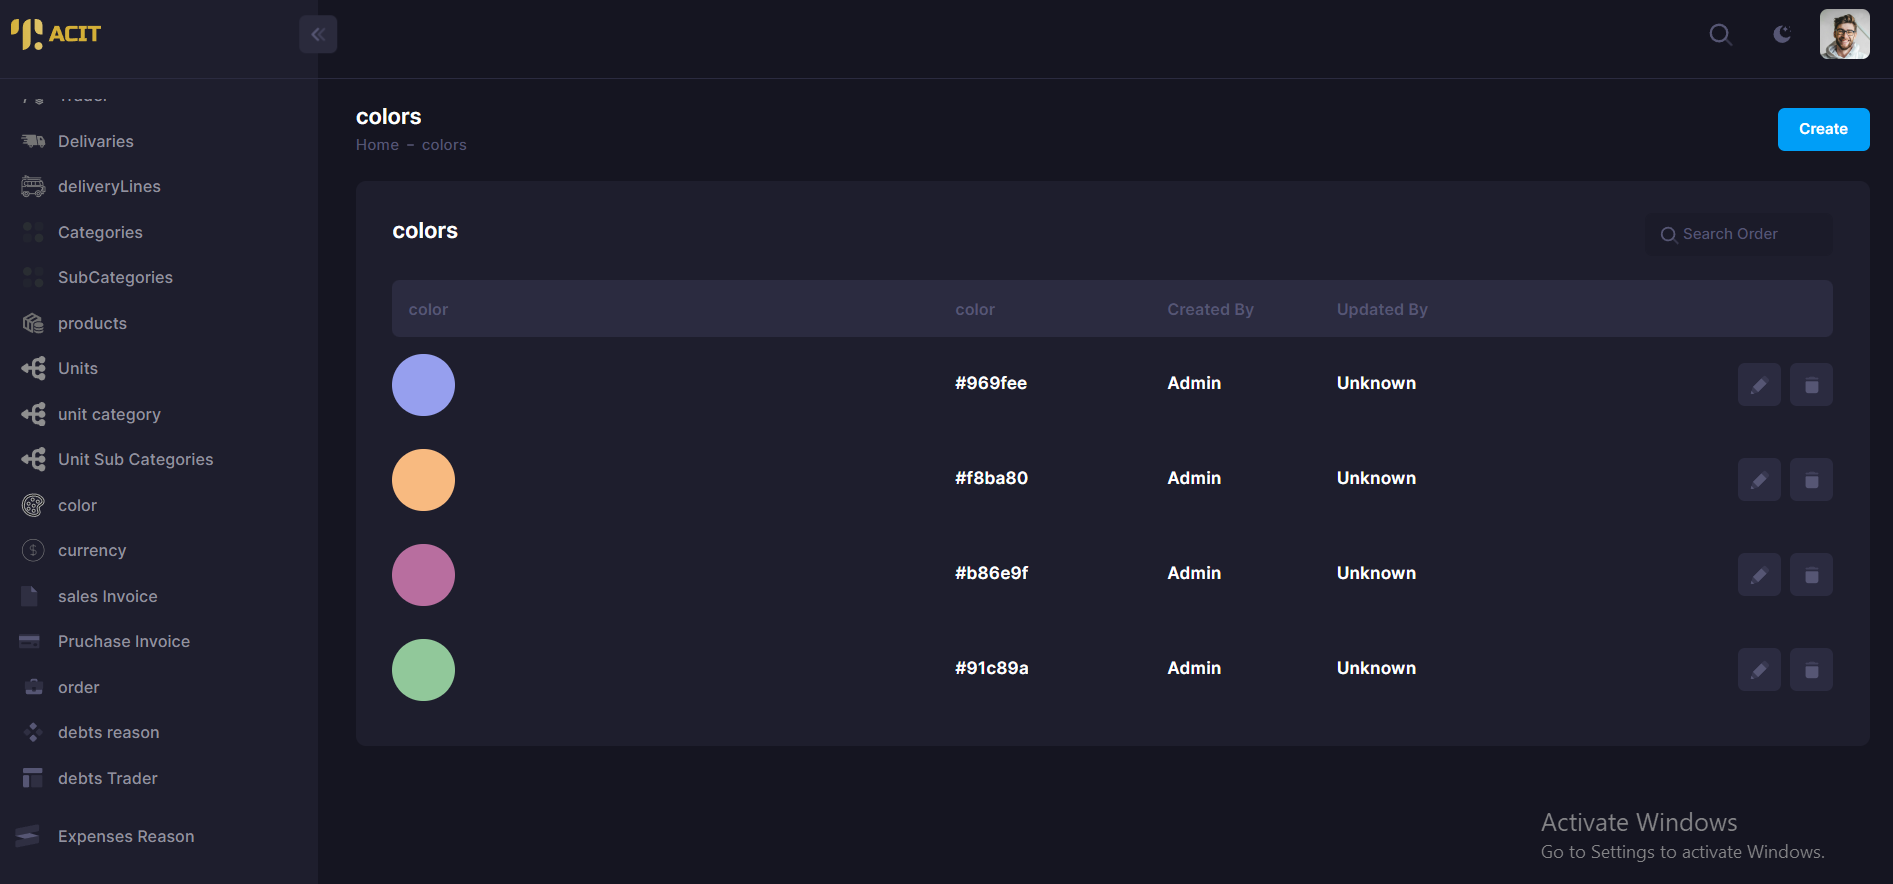 ACIT
Trader
Delivaries
deliveryLines
Categories
SubCategories
products
Units
unit category
Unit Sub Categories
color
currency
sales Invoice
Pruchase Invoice
order
debts reason
debts Trader
Expenses Reason
colors
Home - colors
Create
colors
Search Order
color color Created By Updated By
#969fee Admin Unknown
#f8ba80 Admin Unknown
#b86e9f Admin Unknown
#91c89a Admin Unknown
Activate Windows
Go to Settings to activate Windows.